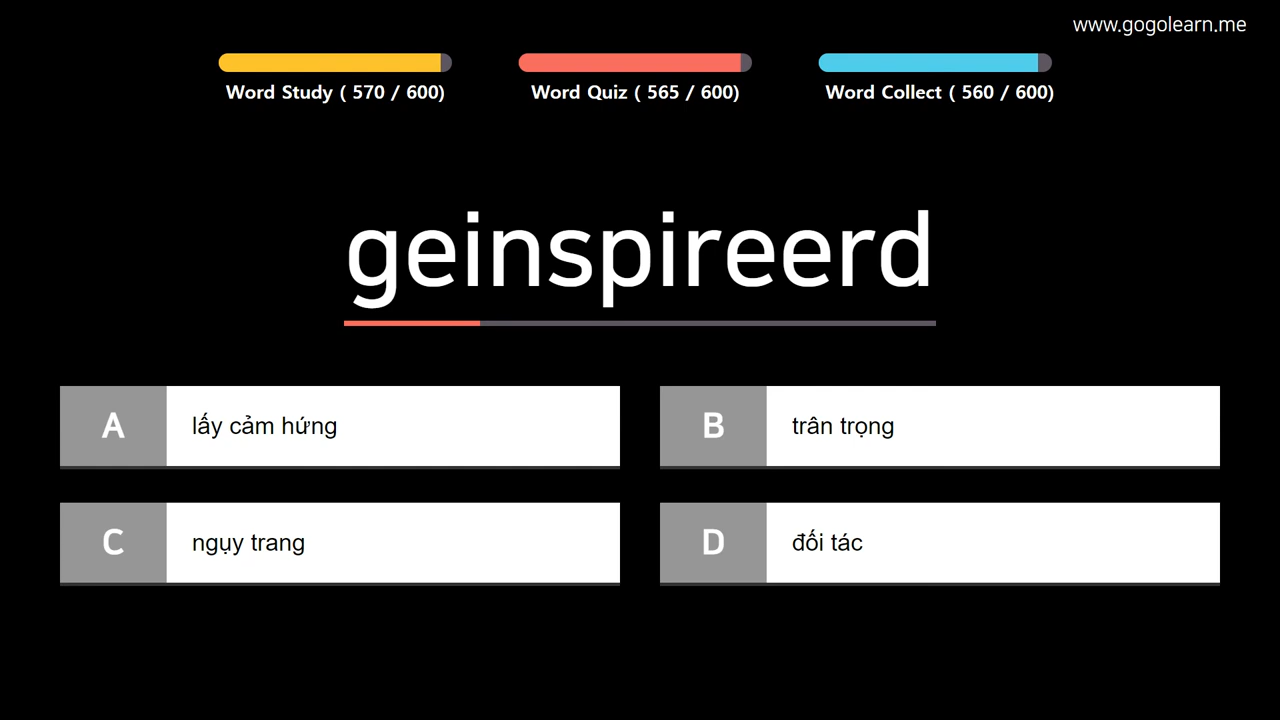 www.gogolearn.me
Word Study ( 570 / 600)
Word Quiz ( 565 / 600)
Word Collect ( 560 / 600)
geinspireerd
A lấy cảm hứng
B trân trọng
C ngụy trang
D đối tác